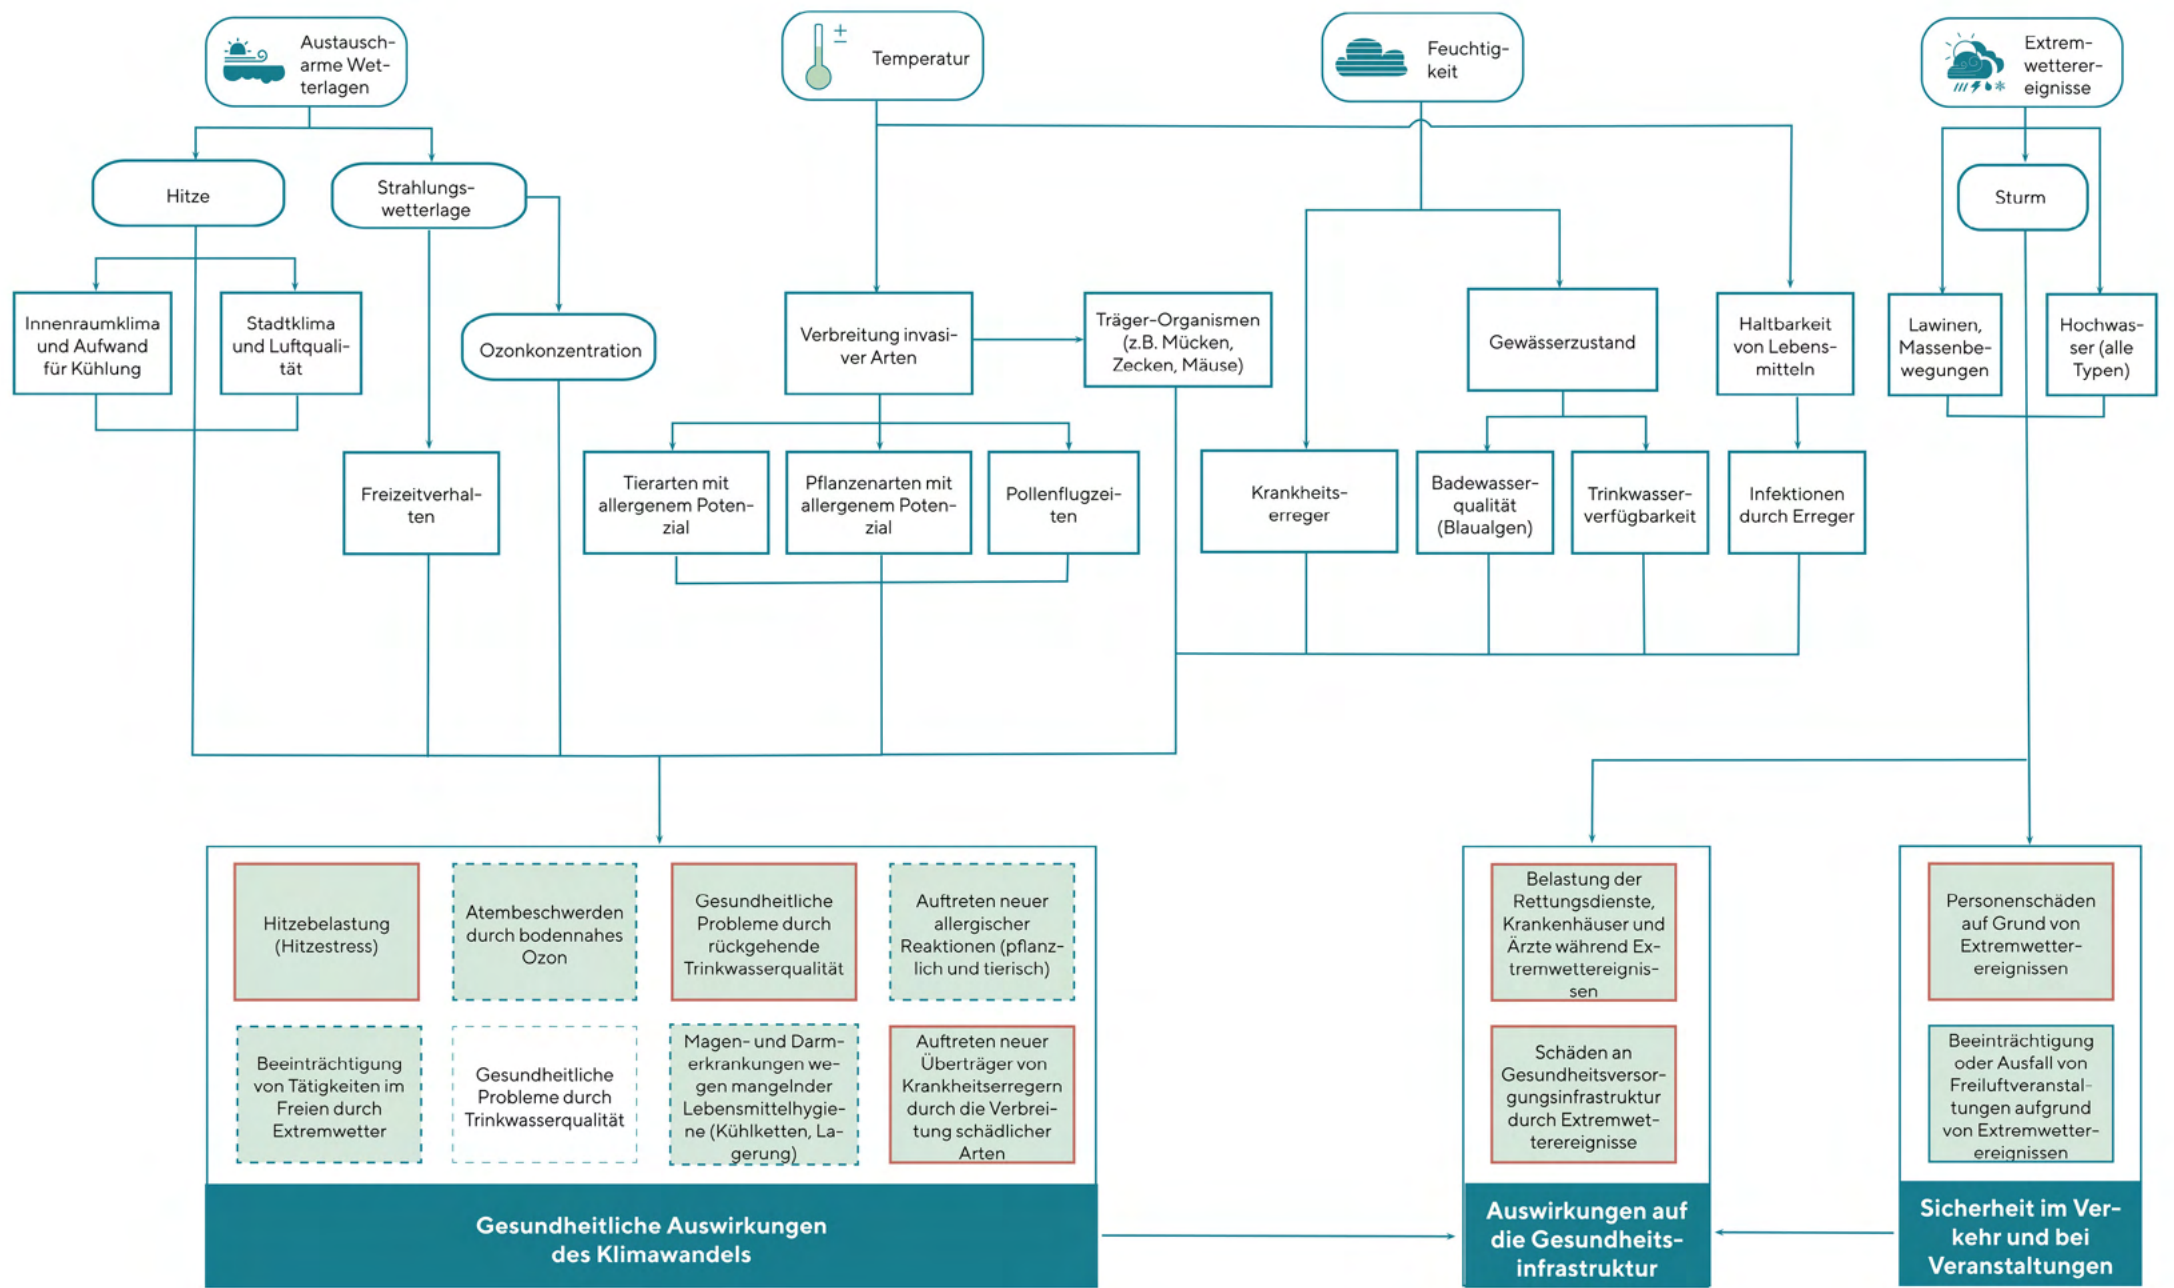 Austausch-
arme Wet-
terlagen
±
Temperatur
Feuchtig-
keit
Extrem-
wetterer-
eignisse
Hitze
Strahlungs-
wetterlage
Sturm
Innenraumklima
und Aufwand
für Kühlung
Stadtklima
und Luftquali-
tät
Ozonkonzentration
Verbreitung invasi-
ver Arten
Träger-Organismen
(z.B. Mücken,
Zecken, Mäuse)
Gewässerzustand
Haltbarkeit
von Lebens-
mitteln
Lawinen,
Massenbe-
wegungen
Hochwas-
ser (alle
Typen)
Freizeitverhal-
ten
Tierarten mit
allergenem Poten-
zial
Pflanzenarten mit
allergenem Poten-
zial
Pollenflugzei-
ten
Krankheits-
erreger
Badewasser-
qualität
(Blaualgen)
Trinkwasser-
verfügbarkeit
Infektionen
durch Erreger
Hitzebelastung
(Hitzestress)
Atembeschwerden
durch bodennahes
Ozon
Gesundheitliche
Probleme durch
rückgehende
Trinkwasserqualität
Auftreten neuer
allergischer
Reaktionen (pflanz-
lich und tierisch)
Beeinträchtigung
von Tätigkeiten im
Freien durch
Extremwetter
Gesundheitliche
Probleme durch
Trinkwasserqualität
Magen- und Darm-
erkrankungen we-
gen mangelnder
Lebensmittelhygie-
ne (Kühlketten, La-
gerung)
Auftreten neuer
Überträger von
Krankheitserregern
durch die Verbrei-
tung schädlicher
Arten
Gesundheitliche Auswirkungen
des Klimawandels
Belastung der
Rettungsdienste,
Krankenhäuser und
Ärzte während Ex-
tremwettereignis-
sen
Schäden an
Gesundheitsversor-
gungsinfrastruktur
durch Extremwet-
terereignisse
Auswirkungen auf
die Gesundheits-
infrastruktur
Personenschäden
auf Grund von
Extremwetter-
ereignissen
Beeinträchtigung
oder Ausfall von
Freiluftveranstal-
tungen aufgrund
von Extremwetter-
ereignissen
Sicherheit im Ver-
kehr und bei
Veranstaltungen